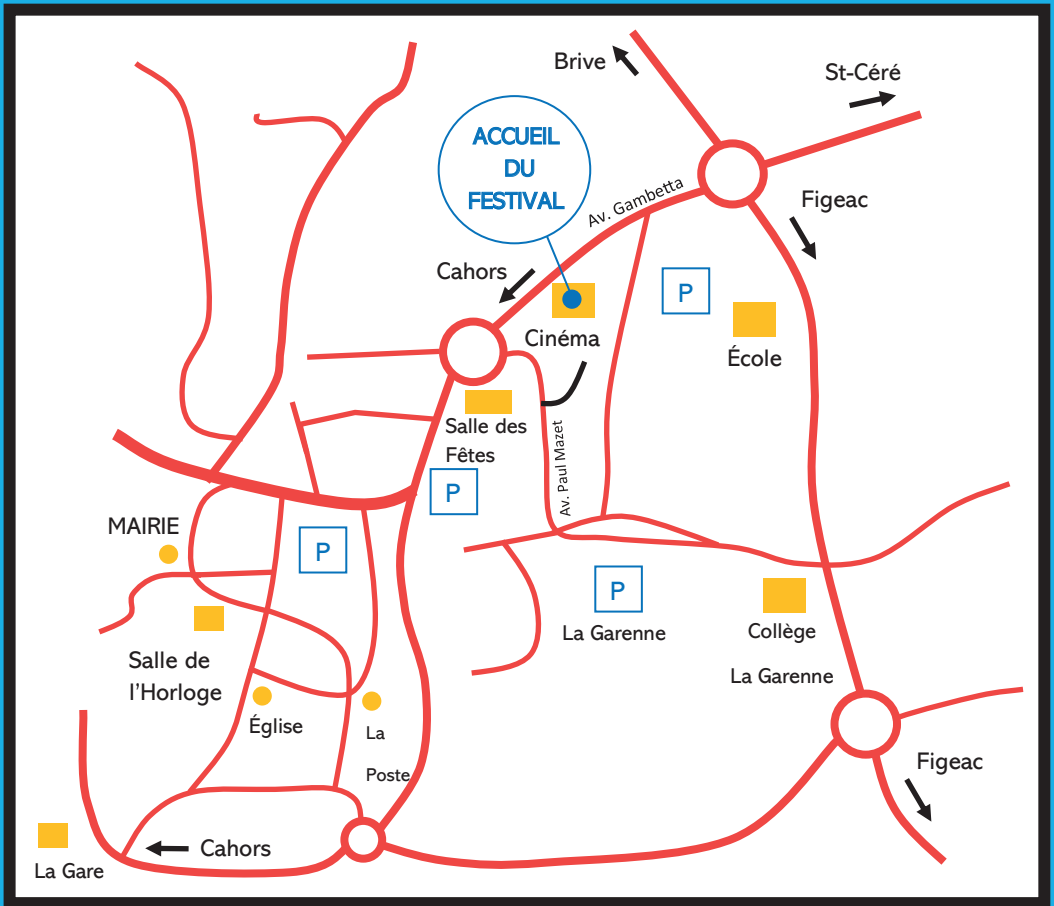 Brive
St-Céré
ACCUEIL
DU
FESTIVAL
Av. Gambetta
Figeac
Cahors
P
Cinéma
École
Salle des
Fêtes
Av. Paul Mazet
P
MAIRIE
P
P
La Garenne
Collège
La Garenne
Salle de
l'Horloge
Église
La
Poste
Figeac
Cahors
La Gare